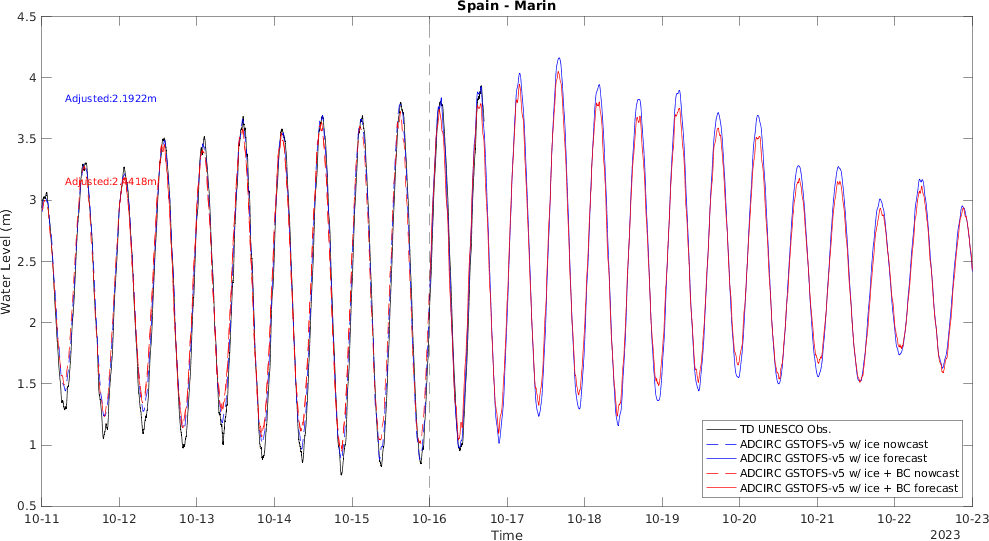 Spain - Marin
4.5
4
3.5
3
2.5
2
1.5
1
0.5
Water Level (m)
Adjusted:2.1922m
Adjusted:2.4418m
TD UNESCO Obs.
ADCIRC GSTOFS-v5 w/ ice nowcast
ADCIRC GSTOFS-v5 w/ ice forecast
ADCIRC GSTOFS-v5 w/ ice + BC nowcast
ADCIRC GSTOFS-v5 w/ ice + BC forecast
10-11 10-12 10-13 10-14 10-15 10-16 10-17 10-18 10-19 10-20 10-21 10-22 10-23
Time
2023